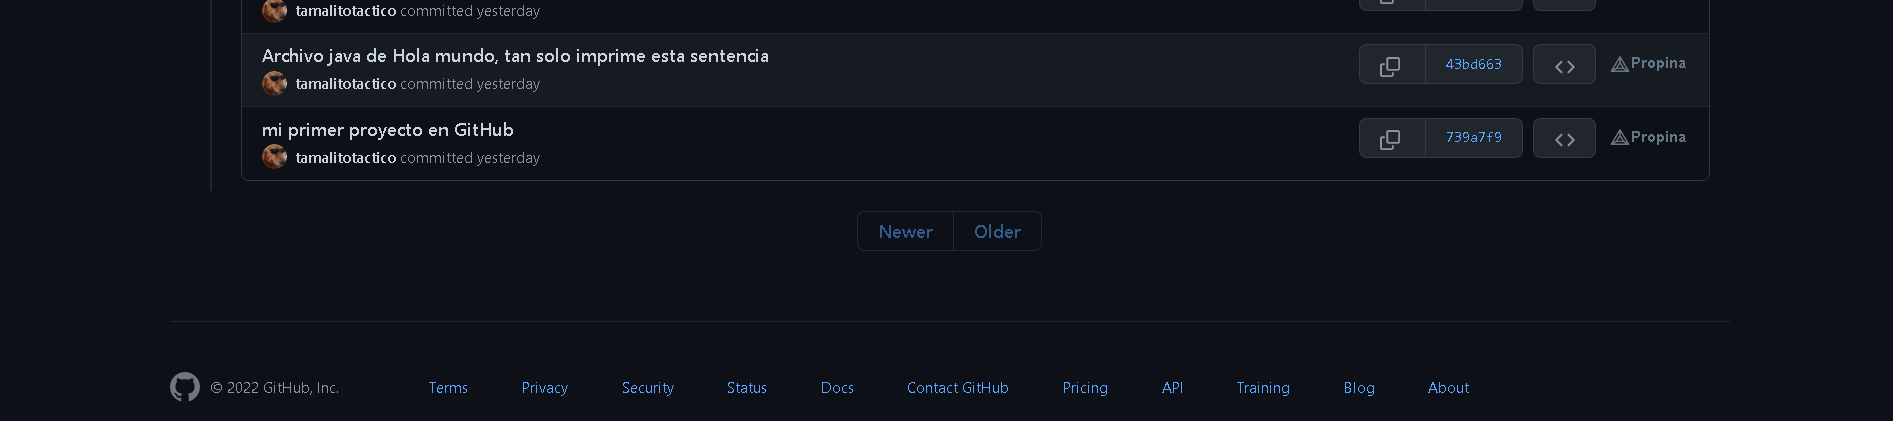 tamalitotactico committed yesterday
Archivo java de Hola mundo, tan solo imprime esta sentencia
tamalitotactico committed yesterday
43bd663
Propina
mi primer proyecto en GitHub
tamalitotactico committed yesterday
739a7f9
Propina
Newer Older
© 2022 GitHub, Inc. Terms Privacy Security Status Docs Contact GitHub Pricing API Training Blog About